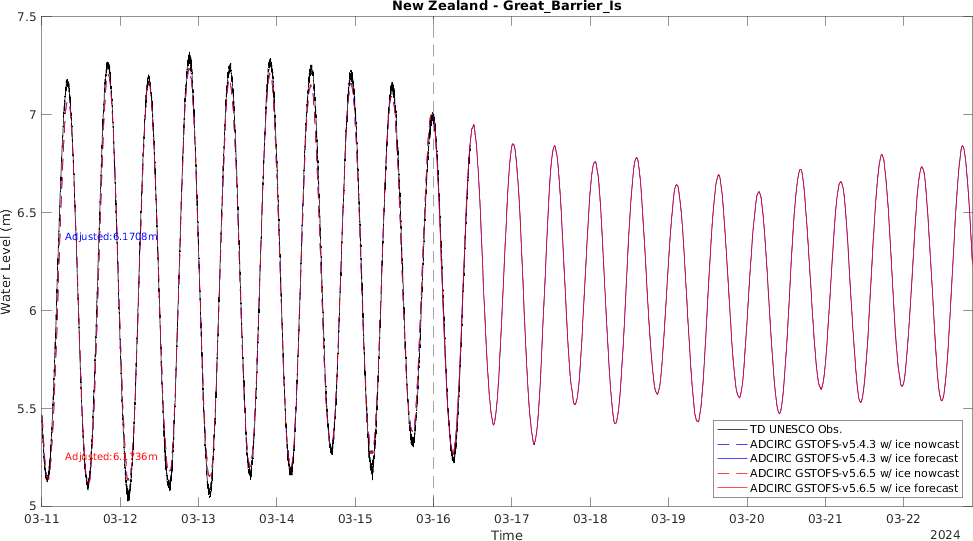 New Zealand - Great_Barrier_Is
7.5
7
6.5
6
5.5
5
Water Level (m)
Adjusted:6.1708m
Adjusted:6.1736m
TD UNESCO Obs.
ADCIRC GSTOFS-v5.4.3 w/ ice nowcast
ADCIRC GSTOFS-v5.4.3 w/ ice forecast
ADCIRC GSTOFS-v5.6.5 w/ ice nowcast
ADCIRC GSTOFS-v5.6.5 w/ ice forecast
03-11 03-12 03-13 03-14 03-15 03-16 03-17 03-18 03-19 03-20 03-21 03-22
Time
2024